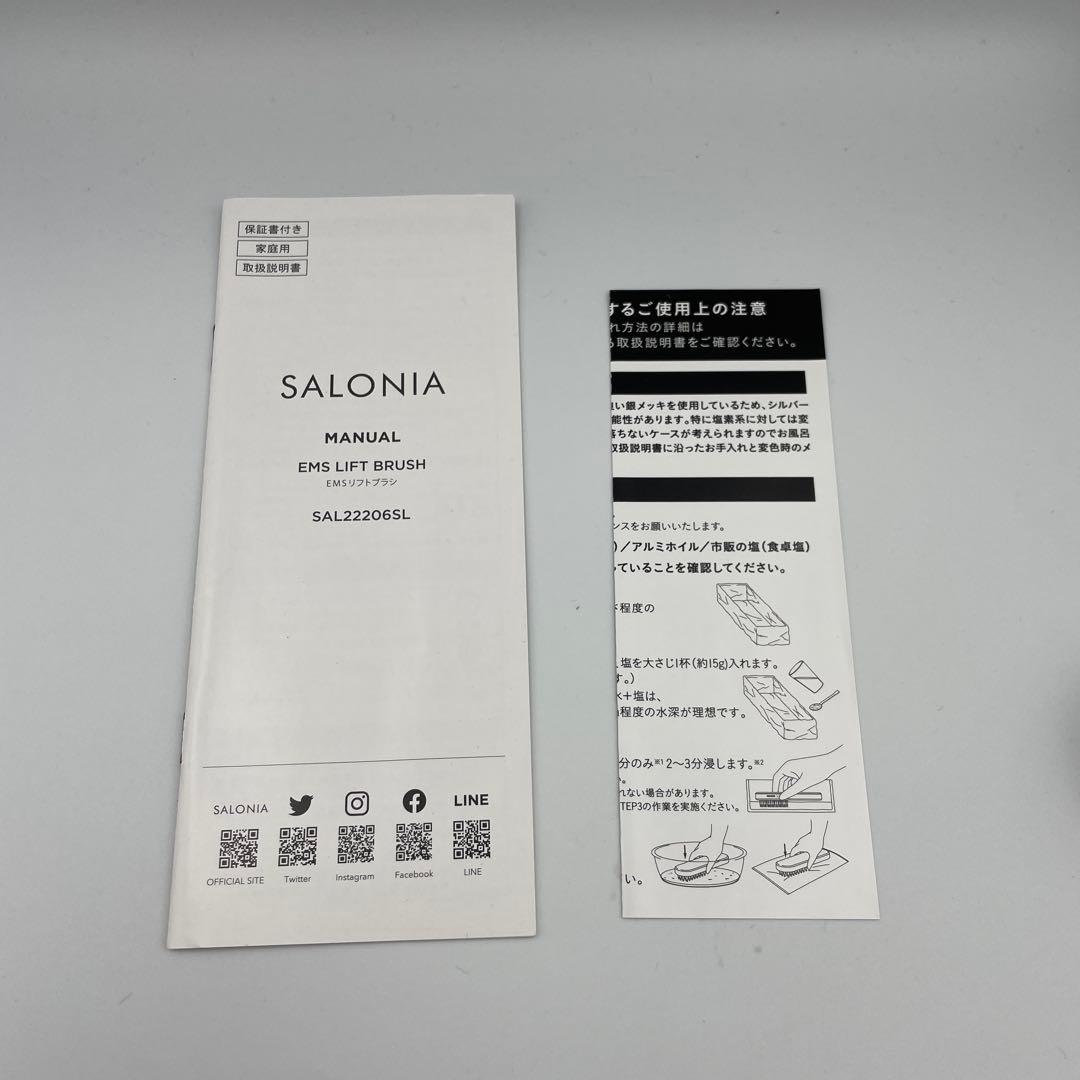 保証書付き
家庭用
取扱説明書
SALONIA
MANUAL
EMS LIFT BRUSH
EMSリフトブラシ
SAL22206SL
SALONIA
LINE
OFFICIAL SITE
Twitter
Instagram
Facebook
LINE
するご使用上の注意
れ方法の詳細は
取扱説明書をご確認ください。
い銀メッキを使用しているため、シルバー
能性があります。特に塩素系に対しては変
落ちないケースが考えられますのでお風呂
取扱説明書に沿ったお手入れと変色時のメ
ンスをお願いいたします。
)/アルミホイル/市販の塩(食卓塩)
っていることを確認してください。
程度の
塩を大さじ1杯(約15g)入れます。
す。)
水+塩は、
程度の水深が理想です。
分のみ※1 2〜3分浸します。※2
れない場合があります。
TEP3の作業を実施ください。
い。